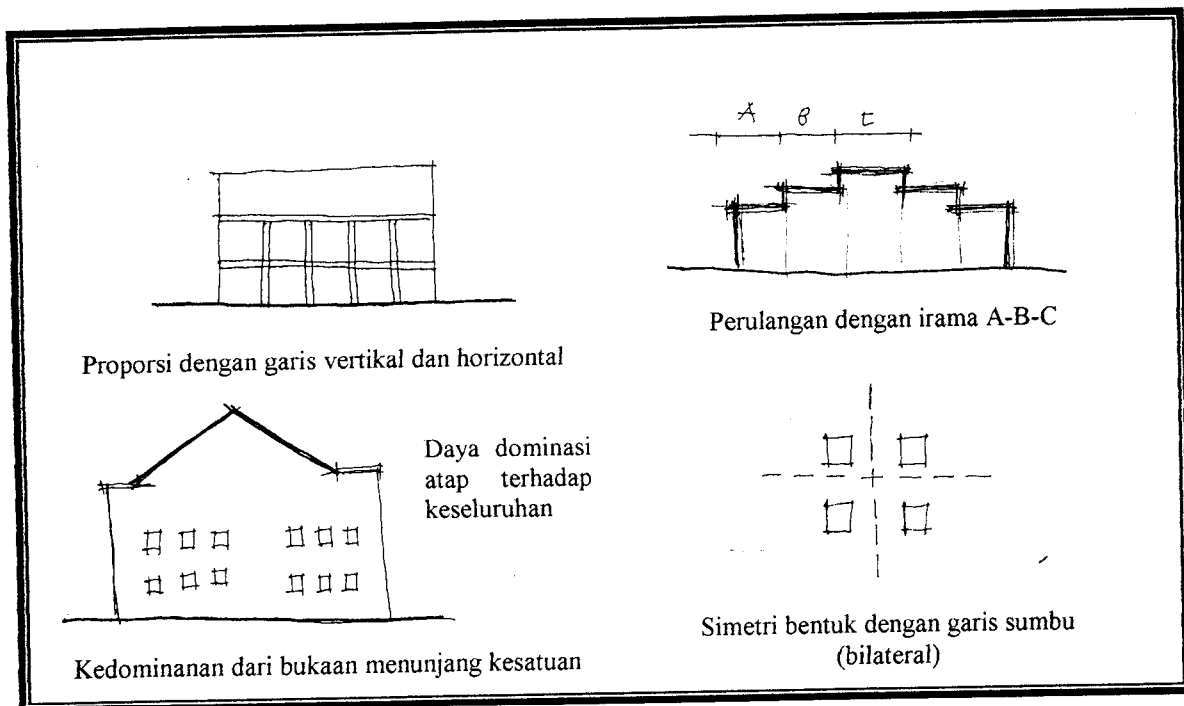 A B C
Perulangan dengan irama A-B-C
Proporsi dengan garis vertikal dan horizontal
Daya dominasi
atap terhadap
keseluruhan
Kedominanan dari bukaan menunjang kesatuan
Simetri bentuk dengan garis sumbu
(bilateral)